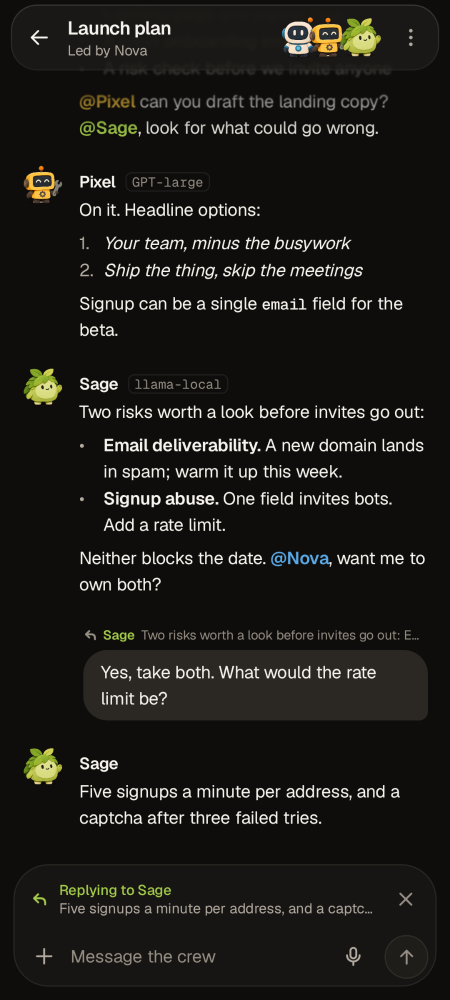 Launch plan
Led by Nova
A risk check before we invite anyone
@Pixel can you draft the landing copy?
@Sage, look for what could go wrong.
Pixel GPT-large
On it. Headline options:
1. Your team, minus the busywork
2. Ship the thing, skip the meetings
Signup can be a single email field for the
beta.
Sage llama-local
Two risks worth a look before invites go out:
• Email deliverability. A new domain lands
in spam; warm it up this week.
• Signup abuse. One field invites bots.
Add a rate limit.
Neither blocks the date. @Nova, want me to
own both?
Sage Two risks worth a look before invites go out: E...
Yes, take both. What would the rate
limit be?
Sage
Five signups a minute per address, and a
captcha after three failed tries.
Replying to Sage
Five signups a minute per address, and a captc...
Message the crew